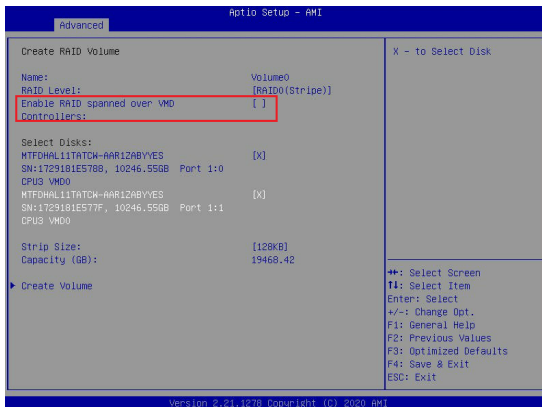 Aptio Setup - AMI
Advanced
Create RAID Volume
X - to Select Disk
Name: Volume0
RAID Level: [RAID0(Stripe)]
Enable RAID spanned over VMD [ ]
Controllers:
Select Disks:
MTFDHAL11TATCW-AAR1ZABYYES [X]
SN:1729181E5788, 10246.55GB Port 1:0
CPU3 VMD0
MTFDHAL11TATCW-AAR1ZABYYES [X]
SN:1729181E577F, 10246.55GB Port 1:1
CPU3 VMD0
Strip Size: [128KB]
Capacity (GB): 19468.42
Create Volume
→←: Select Screen
↑↓: Select Item
Enter: Select
+/-: Change Opt.
F1: General Help
F2: Previous Values
F3: Optimized Defaults
F4: Save & Exit
ESC: Exit
Version 2.21.1278 Copyright (C) 2020 AMI